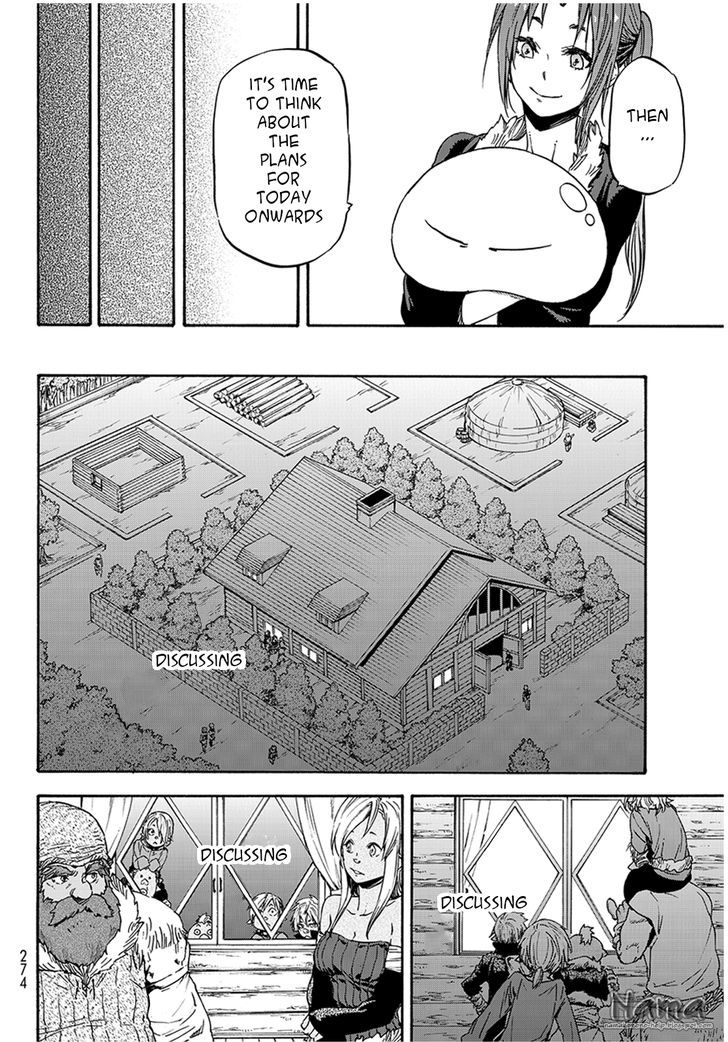 THEN
...
IT'S TIME
TO THINK
ABOUT
THE
PLANS
FOR
TODAY
ONWARDS
DISCUSSING
DISCUSSING
DISCUSSING
274
Nama